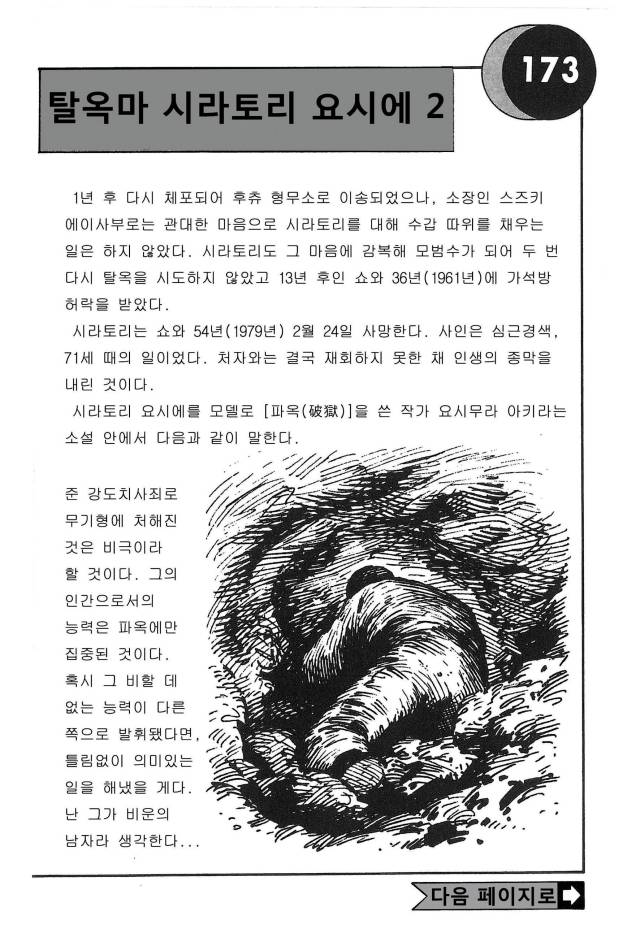 173
탈옥마 시라토리 요시에 2
1년 후 다시 체포되어 후츄 형무소로 이송되었으나, 소장인 스즈키
에이사부로는 관대한 마음으로 시라토리를 대해 수갑 따위를 채우는
일은 하지 않았다. 시라토리도 그 마음에 감복해 모범수가 되어 두 번
다시 탈옥을 시도하지 않았고 13년 후인 쇼와 36년(1961년)에 가석방
허락을 받았다.
시라토리는 쇼와 54년(1979년) 2월 24일 사망한다. 사인은 심근경색,
71세 때의 일이었다. 처자와는 결국 재회하지 못한 채 인생의 종막을
내린 것이다.
시라토리 요시에를 모델로 [파옥(破獄)]을 쓴 작가 요시무라 아키라는
소설 안에서 다음과 같이 말한다.
준 강도치사죄로
무기형에 처해진
것은 비극이라
할 것이다. 그의
인간으로서의
능력은 파옥에만
집중된 것이다.
혹시 그 비할 데
없는 능력이 다른
쪽으로 발휘됐다면,
틀림없이 의미있는
일을 해냈을 게다.
난 그가 비운의
남자라 생각한다...
다음 페이지로